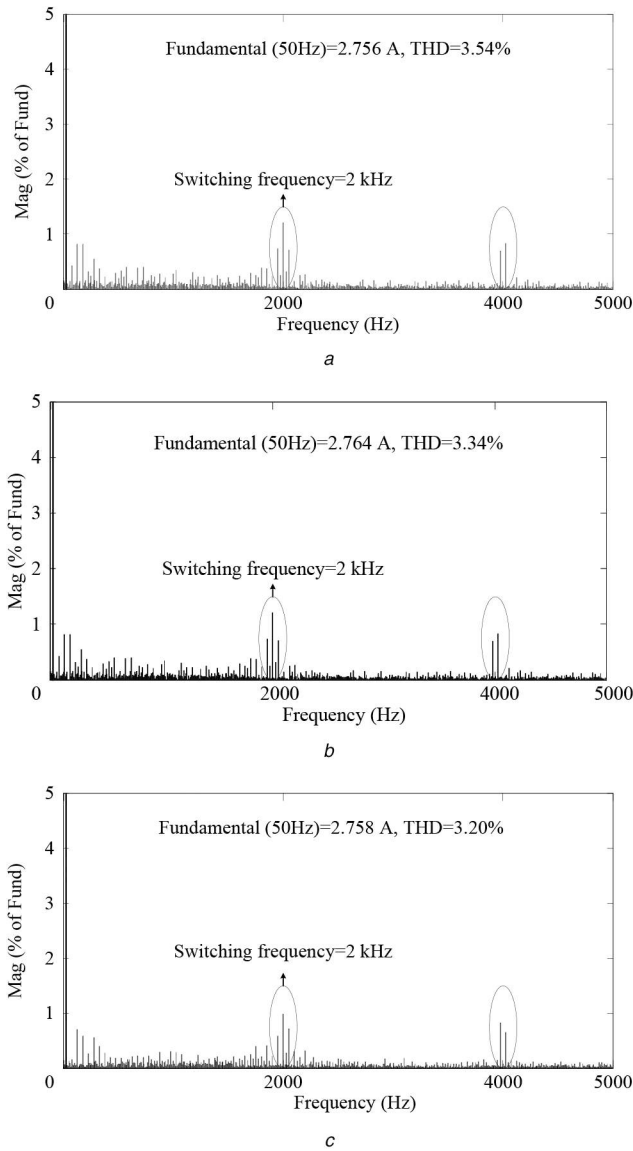 5
Fundamental (50Hz)=2.756 A, THD=3.54%
4
Mag (% of Fund)
3
Switching frequency=2 kHz
2
1
0
2000
4000
5000
Frequency (Hz)
a
5
Fundamental (50Hz)=2.764 A, THD=3.34%
4
Mag (% of Fund)
3
2
Switching frequency=2 kHz
1
0
2000
4000
5000
Frequency (Hz)
b
5
Fundamental (50Hz)=2.758 A, THD=3.20%
4
Mag (% of Fund)
3
Switching frequency=2 kHz
2
1
0
2000
4000
5000
Frequency (Hz)
c